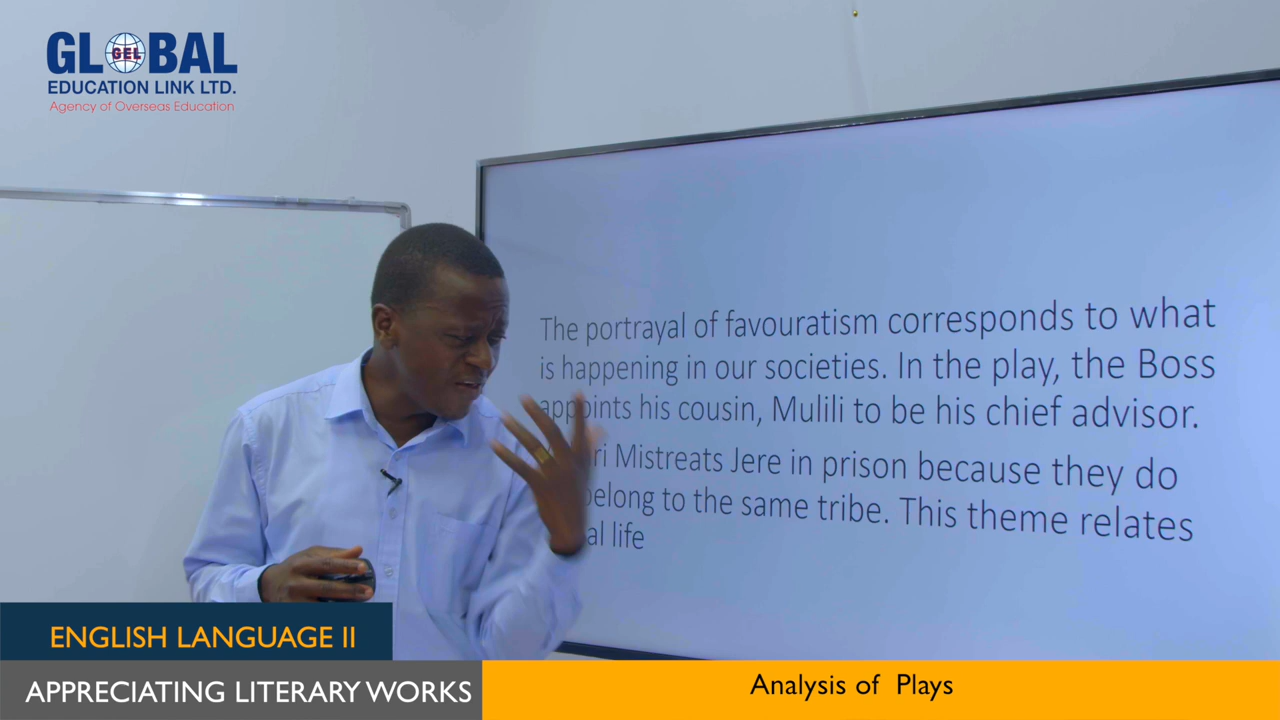 GLOBAL
GEL
EDUCATION LINK LTD.
Agency of Overseas Education
The portrayal of favouratism corresponds to what
is happening in our societies. In the play, the Boss
appoints his cousin, Mulili to be his chief advisor.
Mistreats Jere in prison because they do
belong to the same tribe. This theme relates
life
ENGLISH LANGUAGE II
APPRECIATING LITERARY WORKS
Analysis of Plays